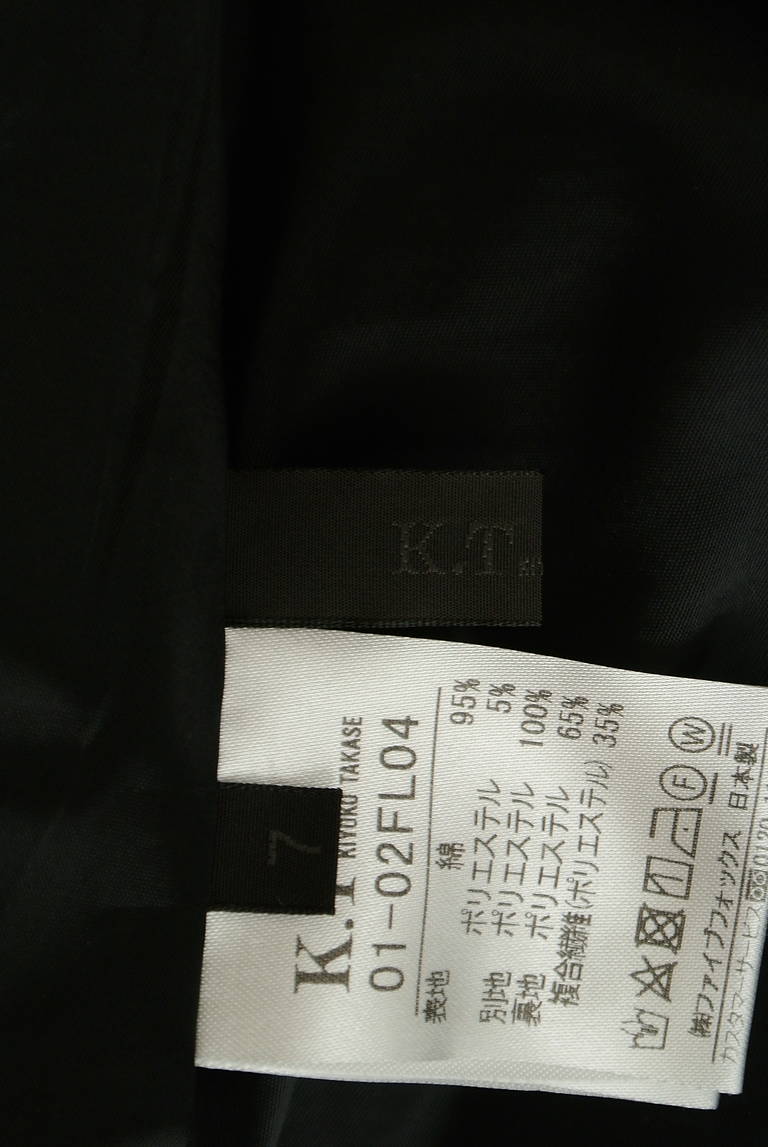 K.T
7
K.T KIYOKO TAKASE
01-02FL04
表地 綿 95%
ポリエステル 5%
別地 ポリエステル 100%
裏地 ポリエステル 65%
複合繊維(ポリエステル) 35%
F W
㈱ファイブフォックス 日本製
カスタマーサービス 0120